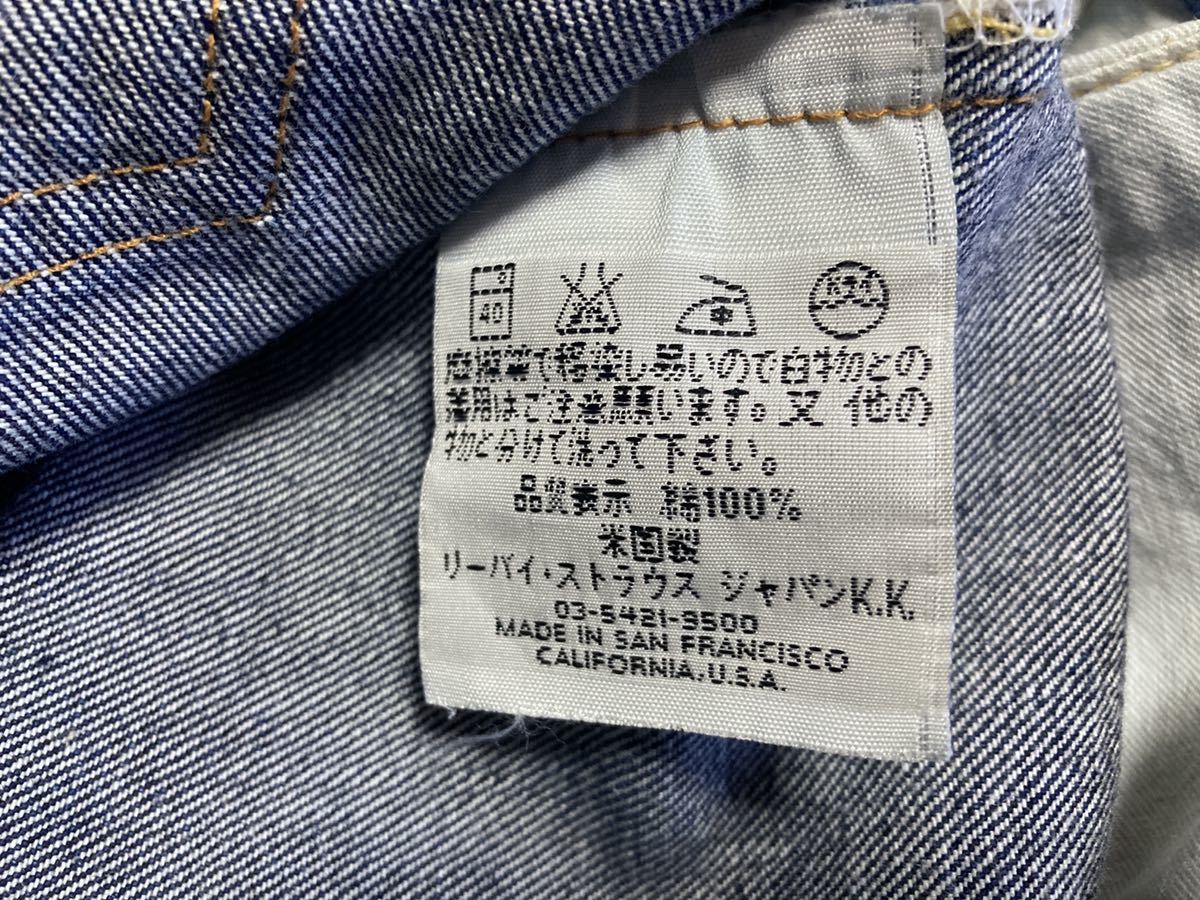 40
摩擦等で移染し易いので白物との
着用はご注意願います。又 他の
物と分けて洗って下さい。
品質表示 綿100%
米国製
リーバイ・ストラウス ジャパンK.K.
03-5421-3500
MADE IN SAN FRANCISCO
CALIFORNIA, U.S.A.